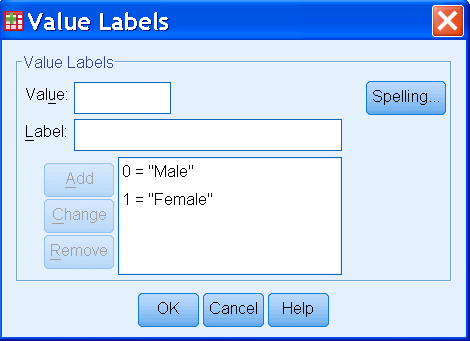 Value Labels
Value Labels
Value:
Spelling...
Label:
Add
0 = "Male"
1 = "Female"
Change
Remove
OK Cancel Help